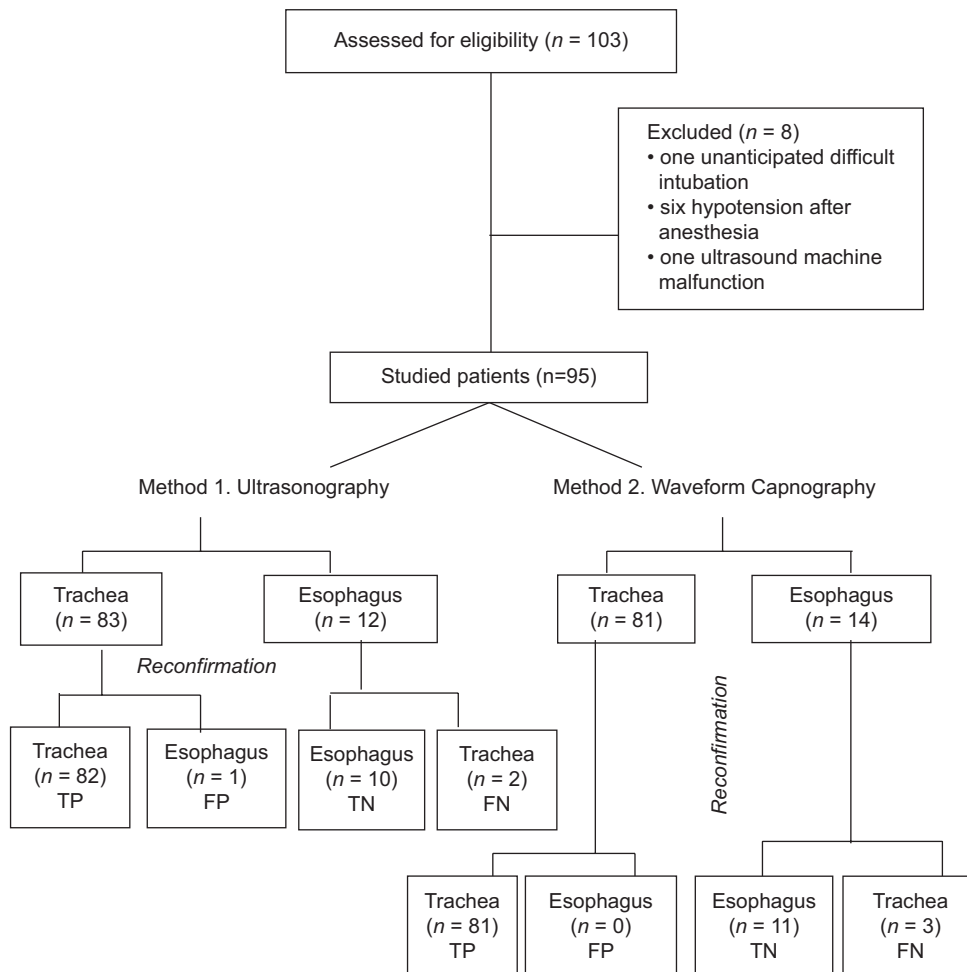 Assessed for eligibility (n = 103)
Excluded (n = 8)
• one unanticipated difficult
intubation
• six hypotension after
anesthesia
• one ultrasound machine
malfunction
Studied patients (n=95)
Method 1. Ultrasonography
Method 2. Waveform Capnography
Trachea
(n = 83)
Esophagus
(n = 12)
Trachea
(n = 81)
Esophagus
(n = 14)
Reconfirmation
Reconfirmation
Trachea
(n = 82)
TP
Esophagus
(n = 1)
FP
Esophagus
(n = 10)
TN
Trachea
(n = 2)
FN
Trachea
(n = 81)
TP
Esophagus
(n = 0)
FP
Esophagus
(n = 11)
TN
Trachea
(n = 3)
FN